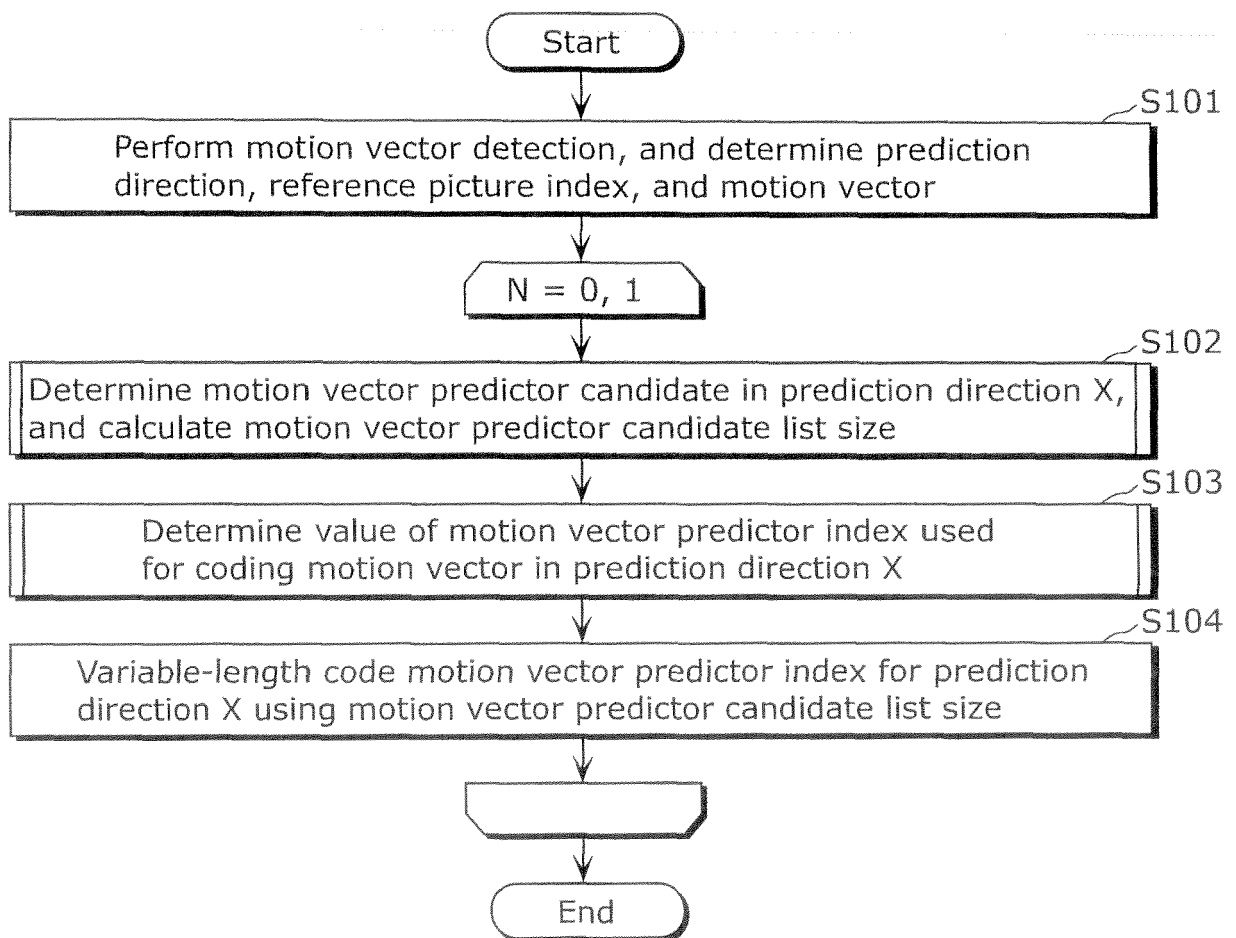 Start
S101
Perform motion vector detection, and determine prediction
direction, reference picture index, and motion vector
N = 0, 1
S102
Determine motion vector predictor candidate in prediction direction X,
and calculate motion vector predictor candidate list size
S103
Determine value of motion vector predictor index used
for coding motion vector in prediction direction X
S104
Variable-length code motion vector predictor index for prediction
direction X using motion vector predictor candidate list size
End